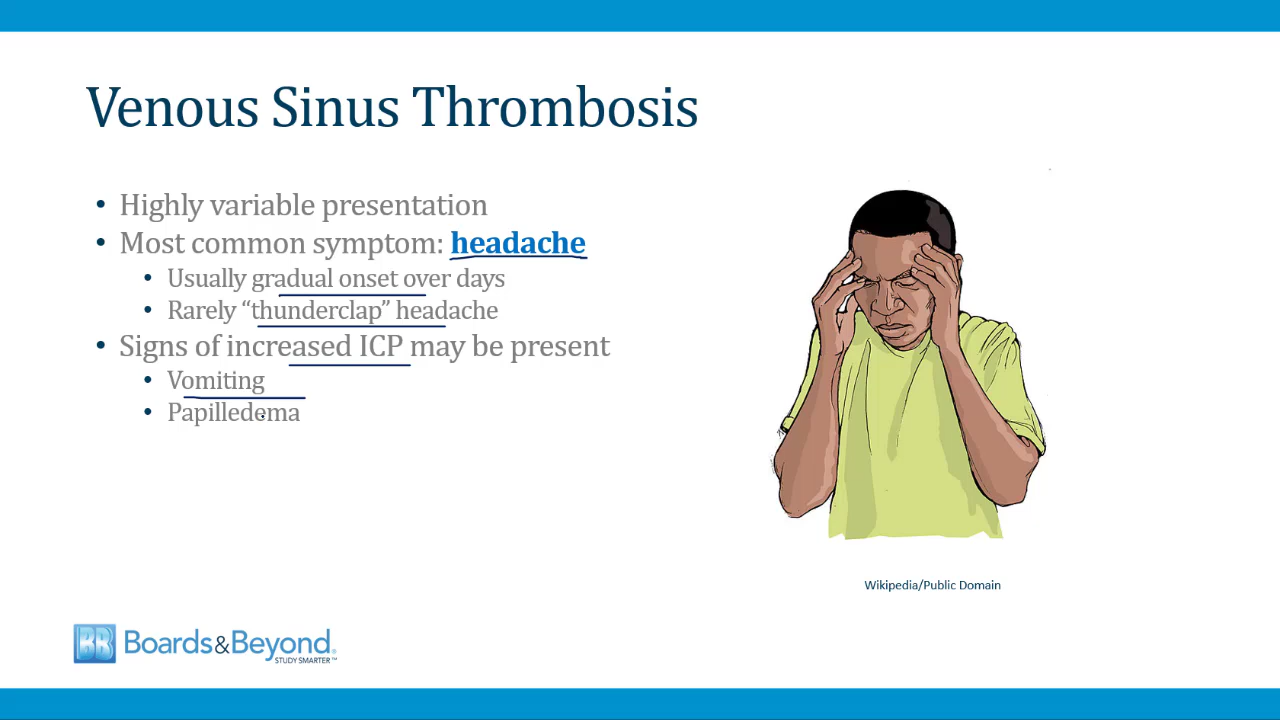 Venous Sinus Thrombosis
• Highly variable presentation
• Most common symptom: headache
• Usually gradual onset over days
• Rarely “thunderclap” headache
• Signs of increased ICP may be present
• Vomiting
• Papilledema
Wikipedia/Public Domain
BB Boards&Beyond.
STUDY SMARTER™